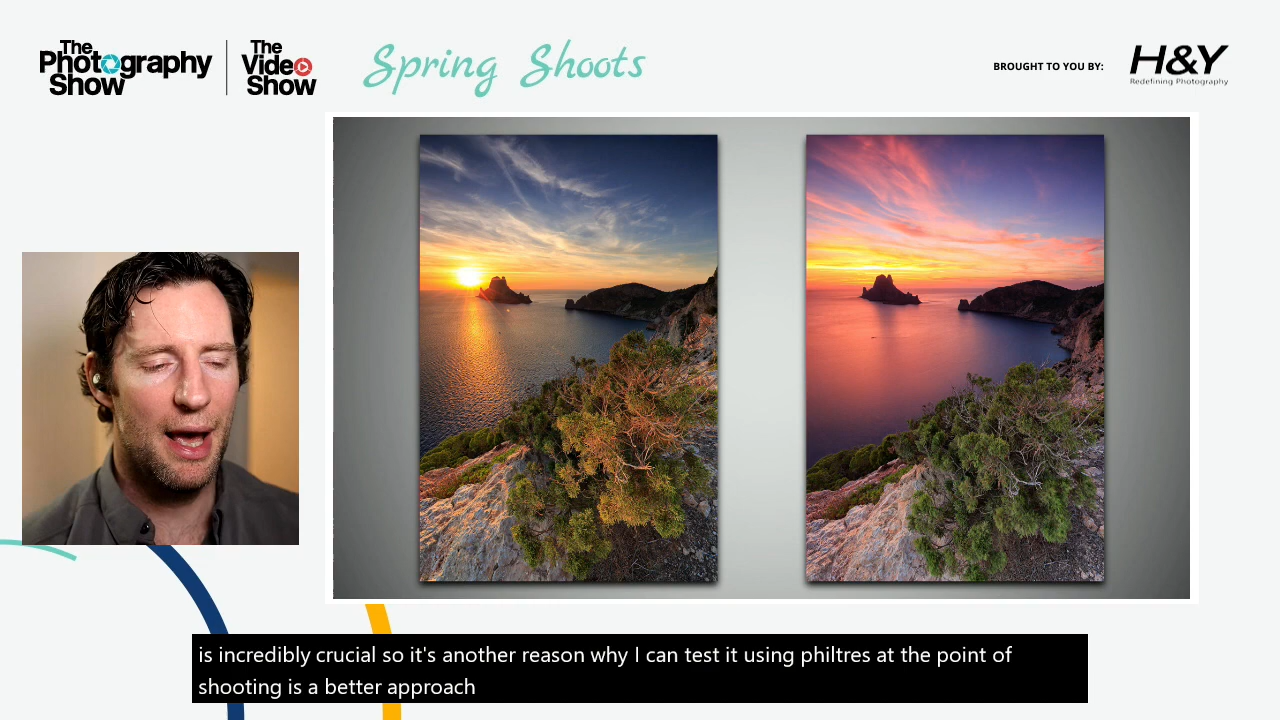 The
Photography
Show
The
Video
Show
Spring Shoots
BROUGHT TO YOU BY:
H&Y
Redefining Photography
is incredibly crucial so it's another reason why I can test it using philtres at the point of
shooting is a better approach